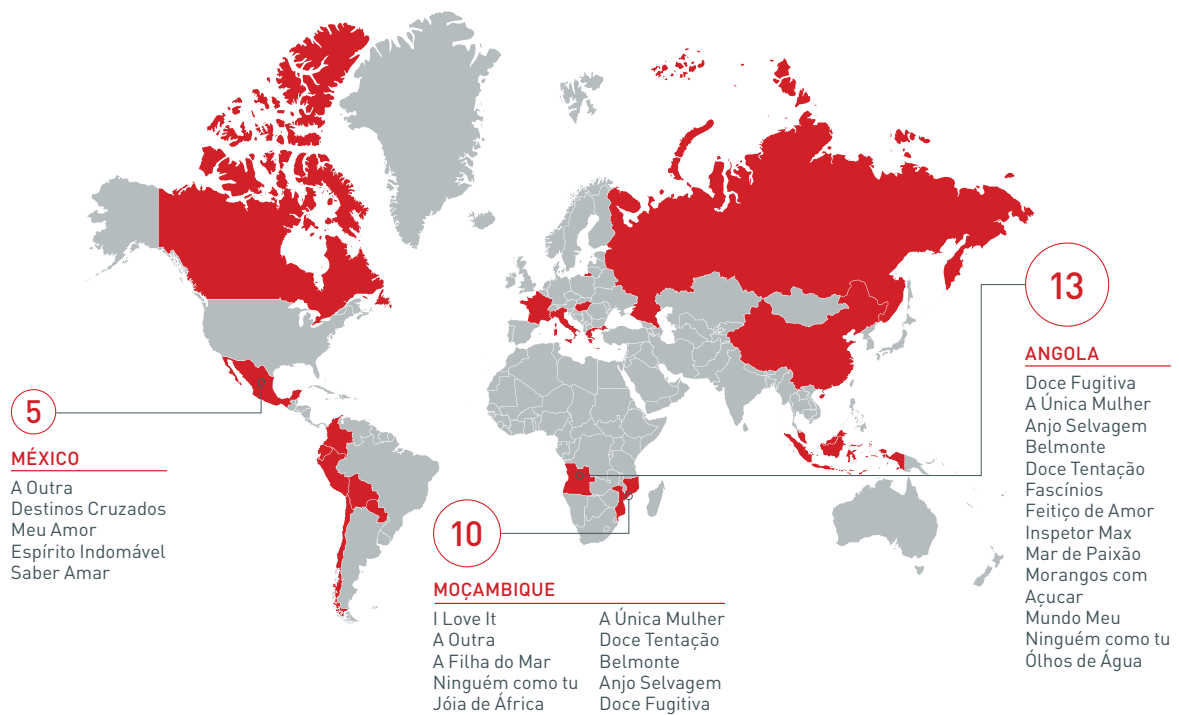 5
MÉXICO
A Outra
Destinos Cruzados
Meu Amor
Espírito Indomável
Saber Amar
10
MOÇAMBIQUE
I Love It
A Outra
A Filha do Mar
Ninguém como tu
Jóia de África
A Única Mulher
Doce Tentação
Belmonte
Anjo Selvagem
Doce Fugitiva
13
ANGOLA
Doce Fugitiva
A Única Mulher
Anjo Selvagem
Belmonte
Doce Tentação
Fascínios
Feitiço de Amor
Inspetor Max
Mar de Paixão
Morangos com
Açucar
Mundo Meu
Ninguém como tu
Ólhos de Água